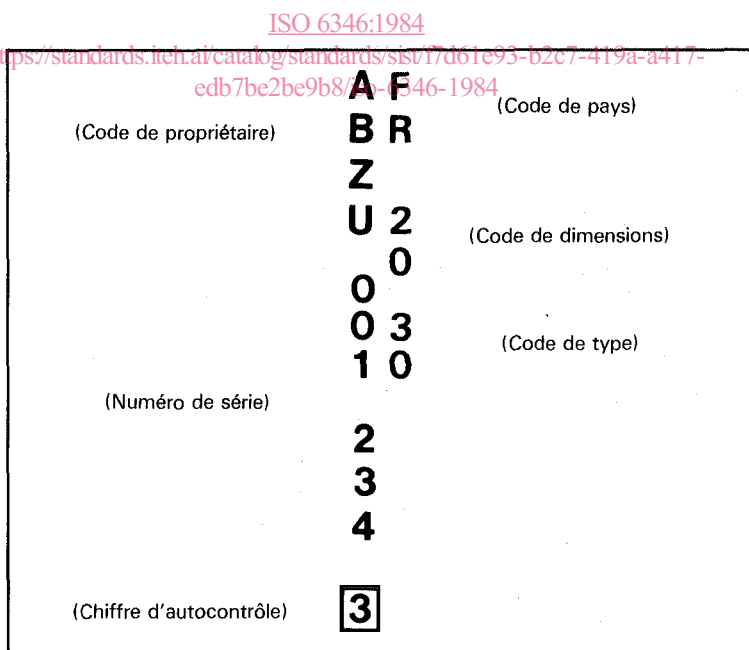 ISO 6346:1984
ttps://standards.iteh.ai/catalog/standards/sist/f7d61e93-b2c7-419a-a417-
edb7be2be9b8/iso-6346-1984
A F
(Code de pays)
(Code de propriétaire)
B R
Z
U 2
(Code de dimensions)
0
0
0 3
(Code de type)
1 0
(Numéro de série)
2
3
4
(Chiffre d'autocontrôle)
3